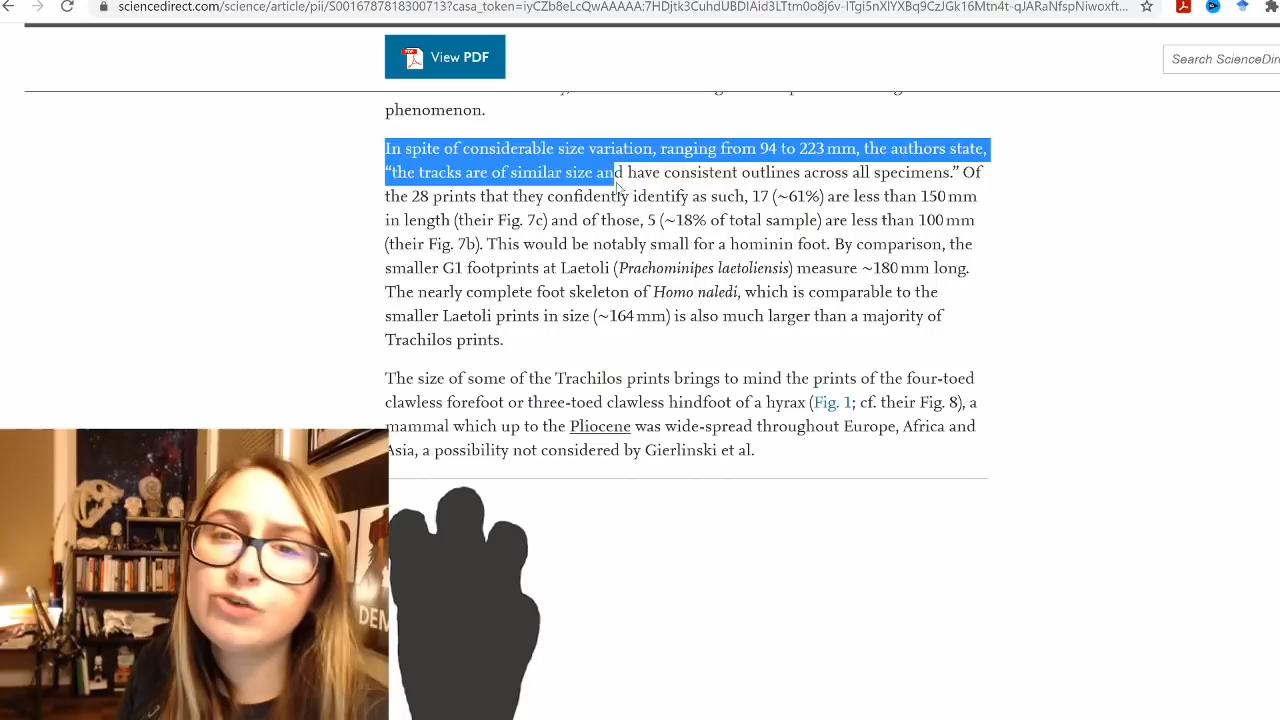 sciencedirect.com/science/article/pii/S0016787818300713?casa_token=iyCZb8eLcQwAAAAA:7HDjtk3CuhdUBDIAid3LTtm0o8j6v-ITgi5nXlYXBq9CzJGk16Mtn4t-qJARaNfspNiwoxft...
View PDF
Search ScienceDire
phenomenon.
In spite of considerable size variation, ranging from 94 to 223 mm, the authors state,
“the tracks are of similar size and have consistent outlines across all specimens.” Of
the 28 prints that they confidently identify as such, 17 (~61%) are less than 150 mm
in length (their Fig. 7c) and of those, 5 (~18% of total sample) are less than 100 mm
(their Fig. 7b). This would be notably small for a hominin foot. By comparison, the
smaller G1 footprints at Laetoli (Praehominipes laetoliensis) measure ~180 mm long.
The nearly complete foot skeleton of Homo naledi, which is comparable to the
smaller Laetoli prints in size (~164 mm) is also much larger than a majority of
Trachilos prints.
The size of some of the Trachilos prints brings to mind the prints of the four-toed
clawless forefoot or three-toed clawless hindfoot of a hyrax (Fig. 1; cf. their Fig. 8), a
mammal which up to the Pliocene was wide-spread throughout Europe, Africa and
Asia, a possibility not considered by Gierlinski et al.
DEM